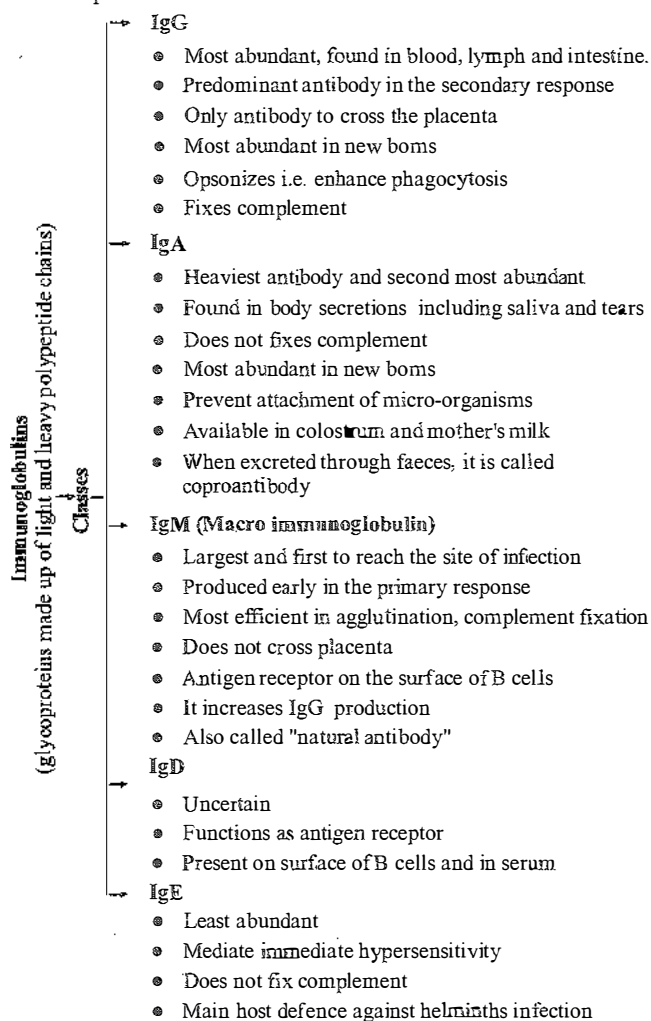 IgG
Most abundant, found in blood, lymph and intestine.
Predominant antibody in the secondary response
Only antibody to cross the placenta
Most abundant in new boms
Opsonizes i.e. enhance phagocytosis
Fixes complement
IgA
Heaviest antibody and second most abundant
Found in body secretions including saliva and tears
Does not fixes complement
Most abundant in new boms
Prevent attachment of micro-organisms
Available in colostrum and mother's milk
When excreted through faeces, it is called
coproantibody
Immunoglobulins
(glycoproteins made up of light and heavy polypeptide chains)
Classes
IgM (Macro immunoglobulin)
Largest and first to reach the site of infection
Produced early in the primary response
Most efficient in agglutination, complement fixation
Does not cross placenta
Antigen receptor on the surface of B cells
It increases IgG production
Also called "natural antibody"
IgD
Uncertain
Functions as antigen receptor
Present on surface of B cells and in serum
IgE
Least abundant
Mediate immediate hypersensitivity
Does not fix complement
Main host defence against helminths infection